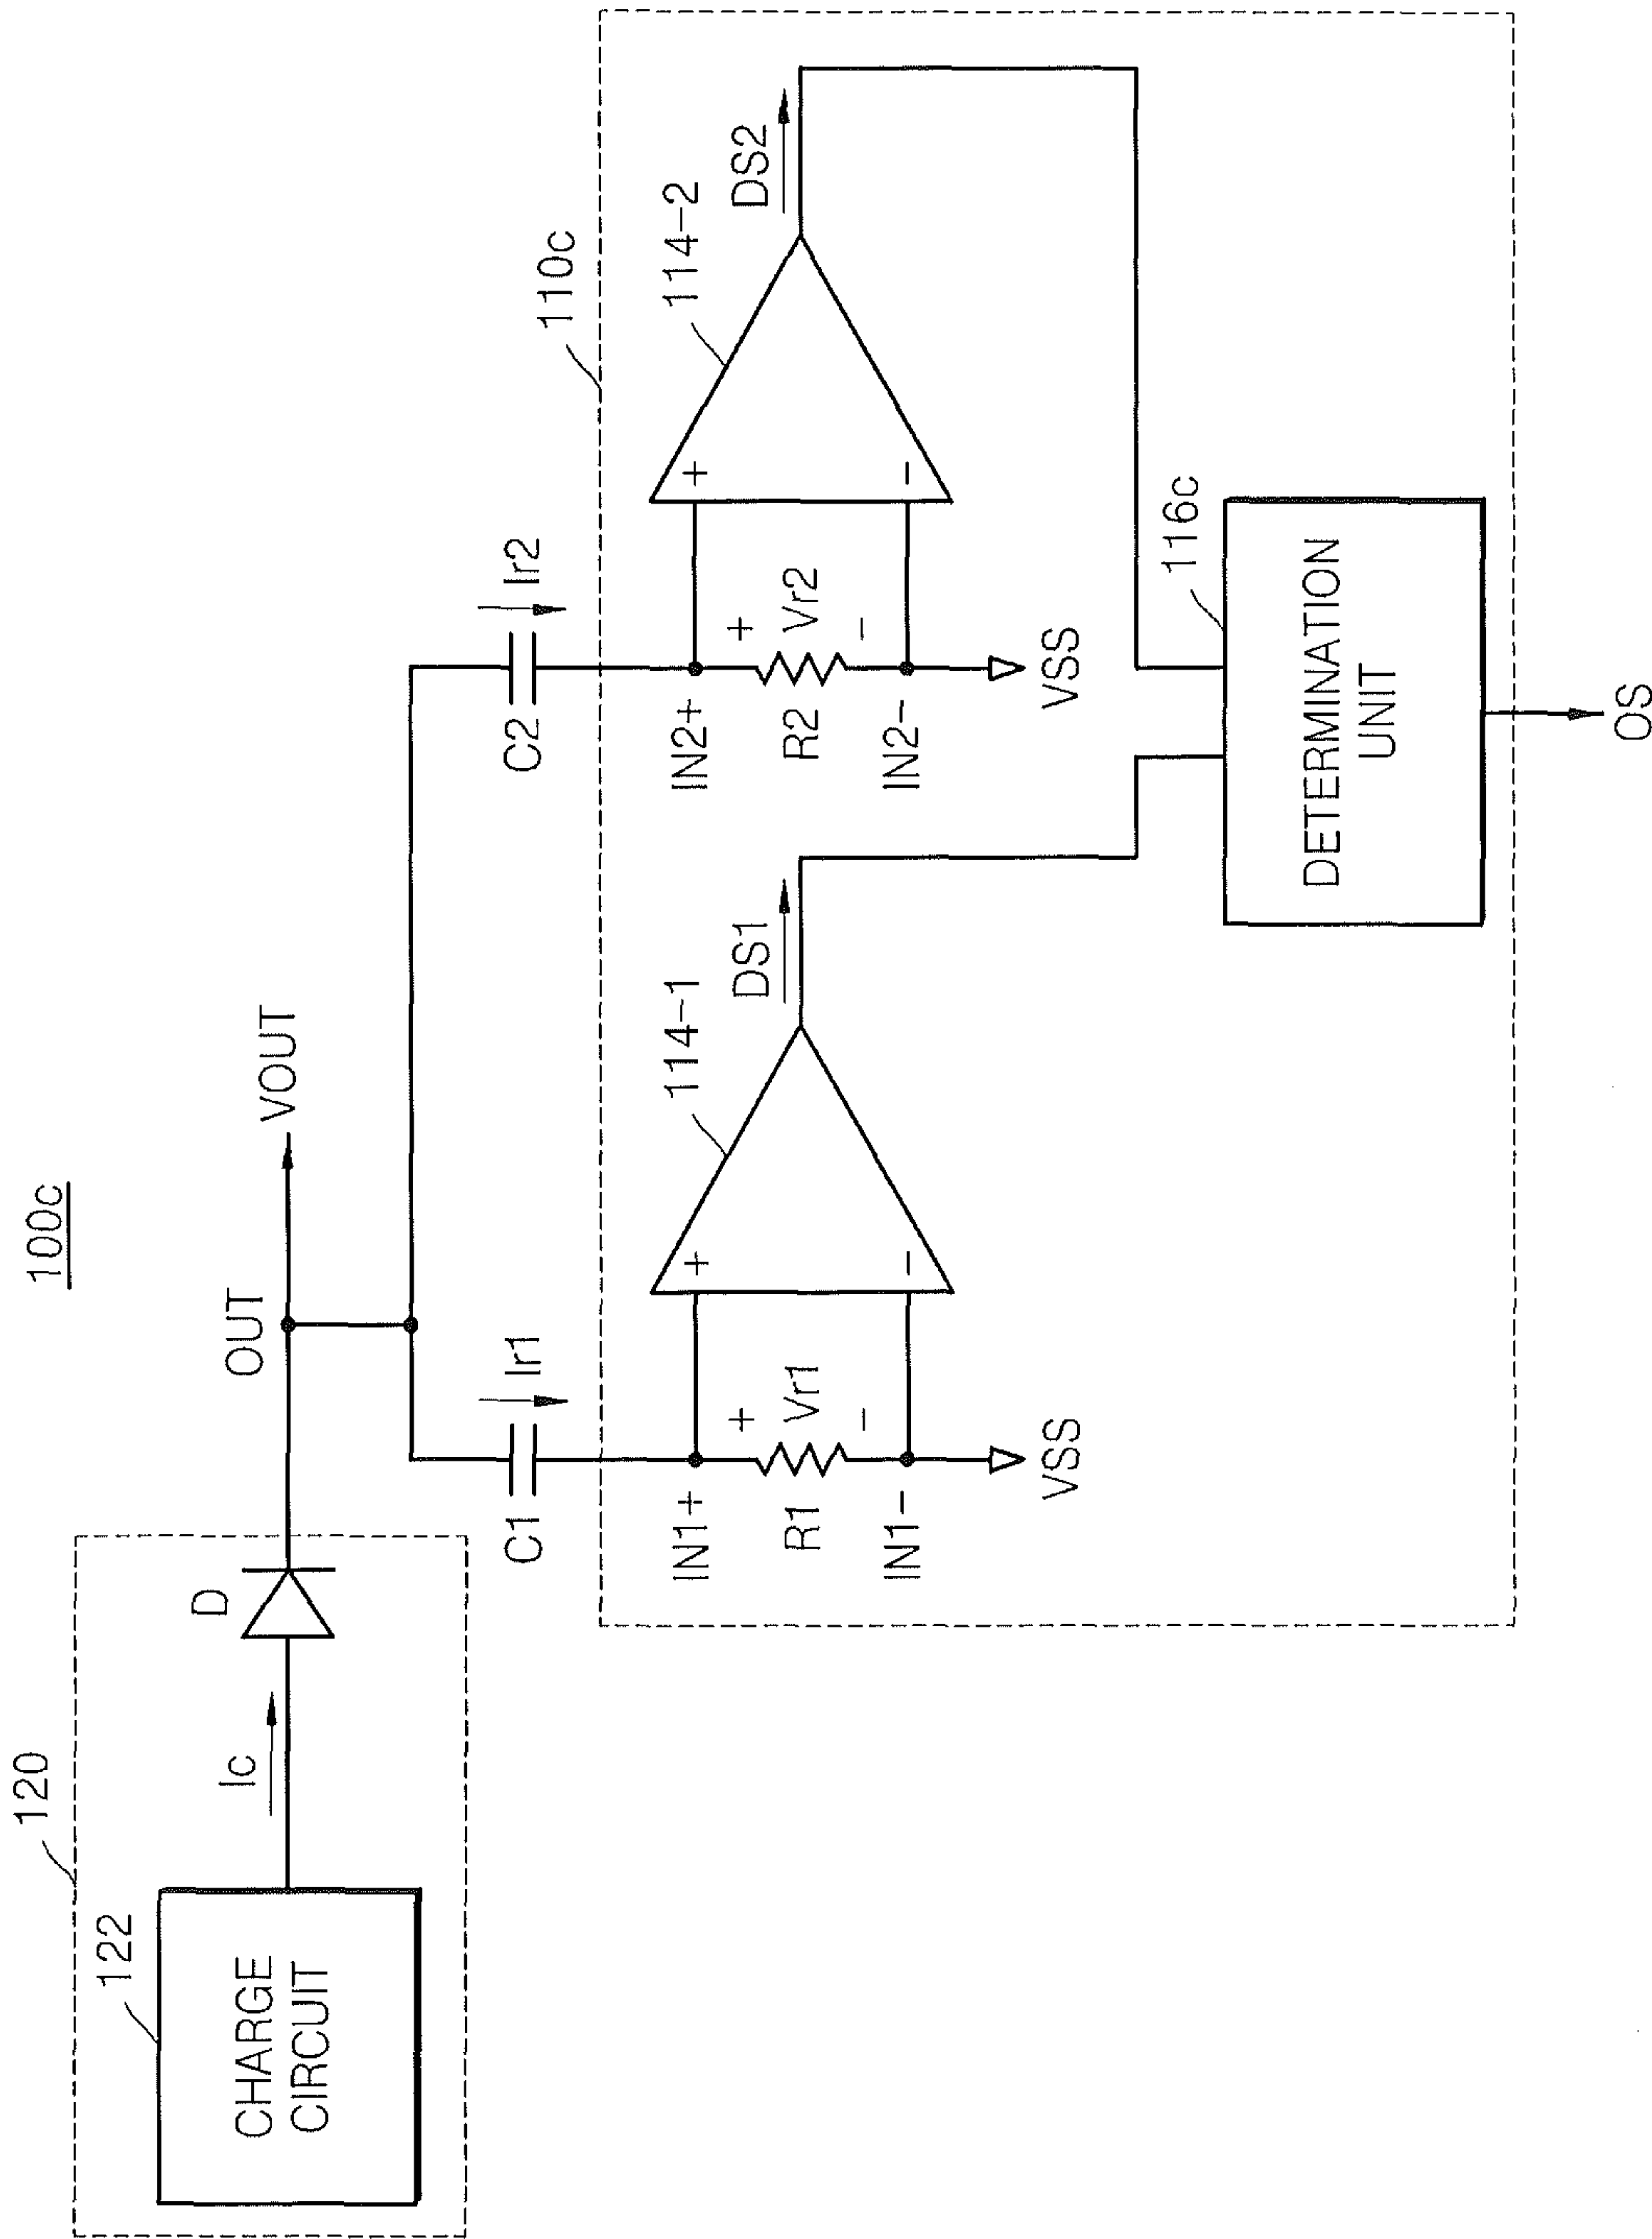 100c
120
122
CHARGE
CIRCUIT
Ic
D
OUT
VOUT
C1
Ir1
C2
Ir2
110c
IN1+
R1
+
Vr1
-
IN1-
VSS
+
-
114-1
DS1
IN2+
R2
+
Vr2
-
IN2-
VSS
+
-
114-2
DS2
116c
DETERMINATION
UNIT
OS